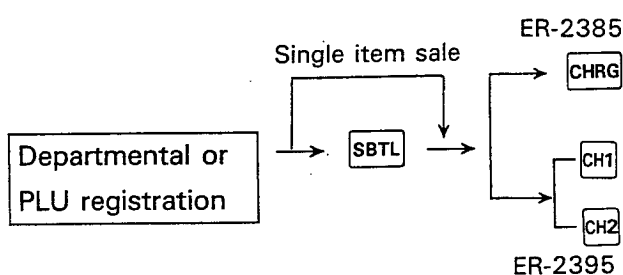 ER-2385
Single item sale
CHRG
Departmental or
PLU registration
SBTL
CH1
CH2
ER-2395